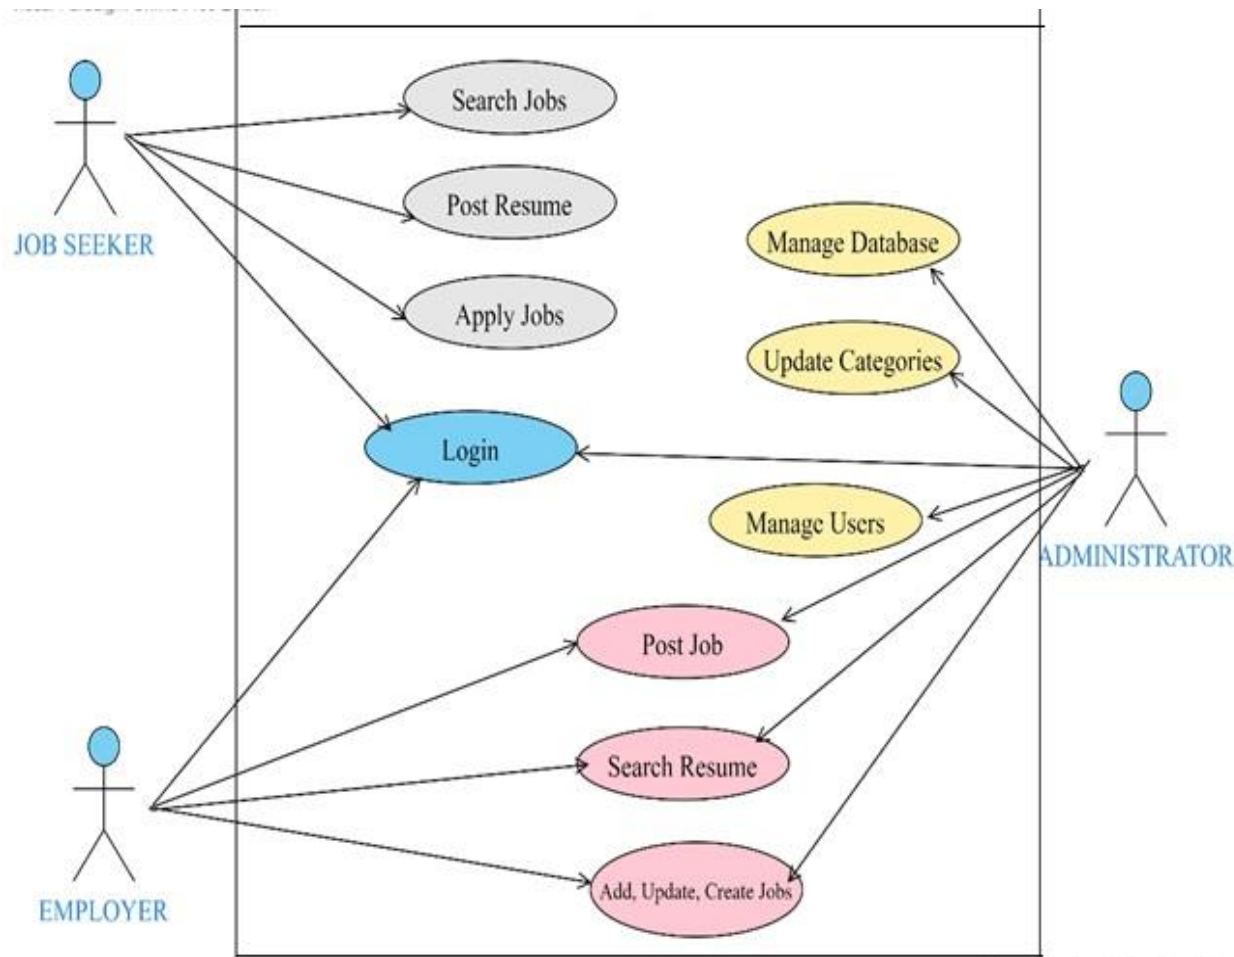 Search Jobs
Post Resume
JOB SEEKER
Manage Database
Apply Jobs
Update Categories
Login
Manage Users
ADMINISTRATOR
Post Job
Search Resume
Add, Update, Create Jobs
EMPLOYER